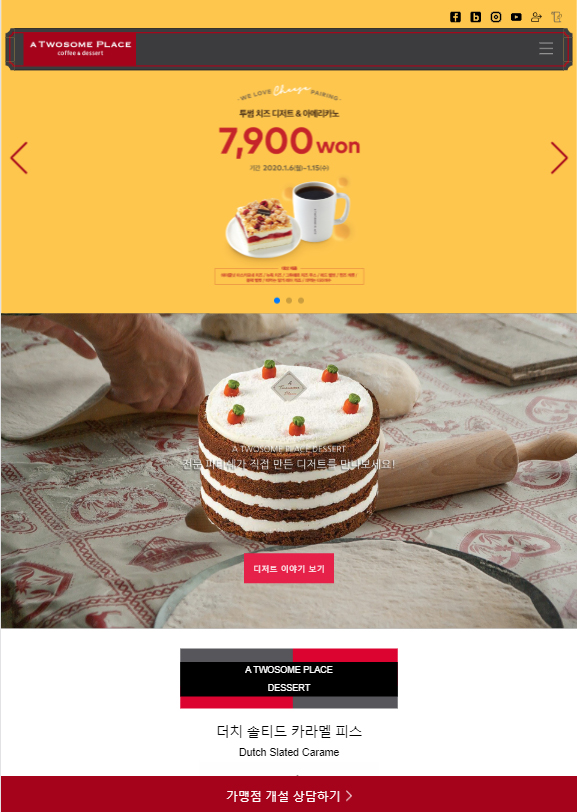 A TWOSOME PLACE
coffee & dessert
WE LOVE Change PAIRING
투썸 치즈 디저트 & 아메리카노
7,900 won
기간 2020.1.6(월)~1.15(수)
A TWOSOME PLACE DESSERT
전문 파티쉐가 직접 만든 디저트를 만나보세요!
디저트 이야기 보기
A TWOSOME PLACE
DESSERT
더치 솔티드 카라멜 피스
Dutch Slated Carame
가맹점 개설 상담하기 >